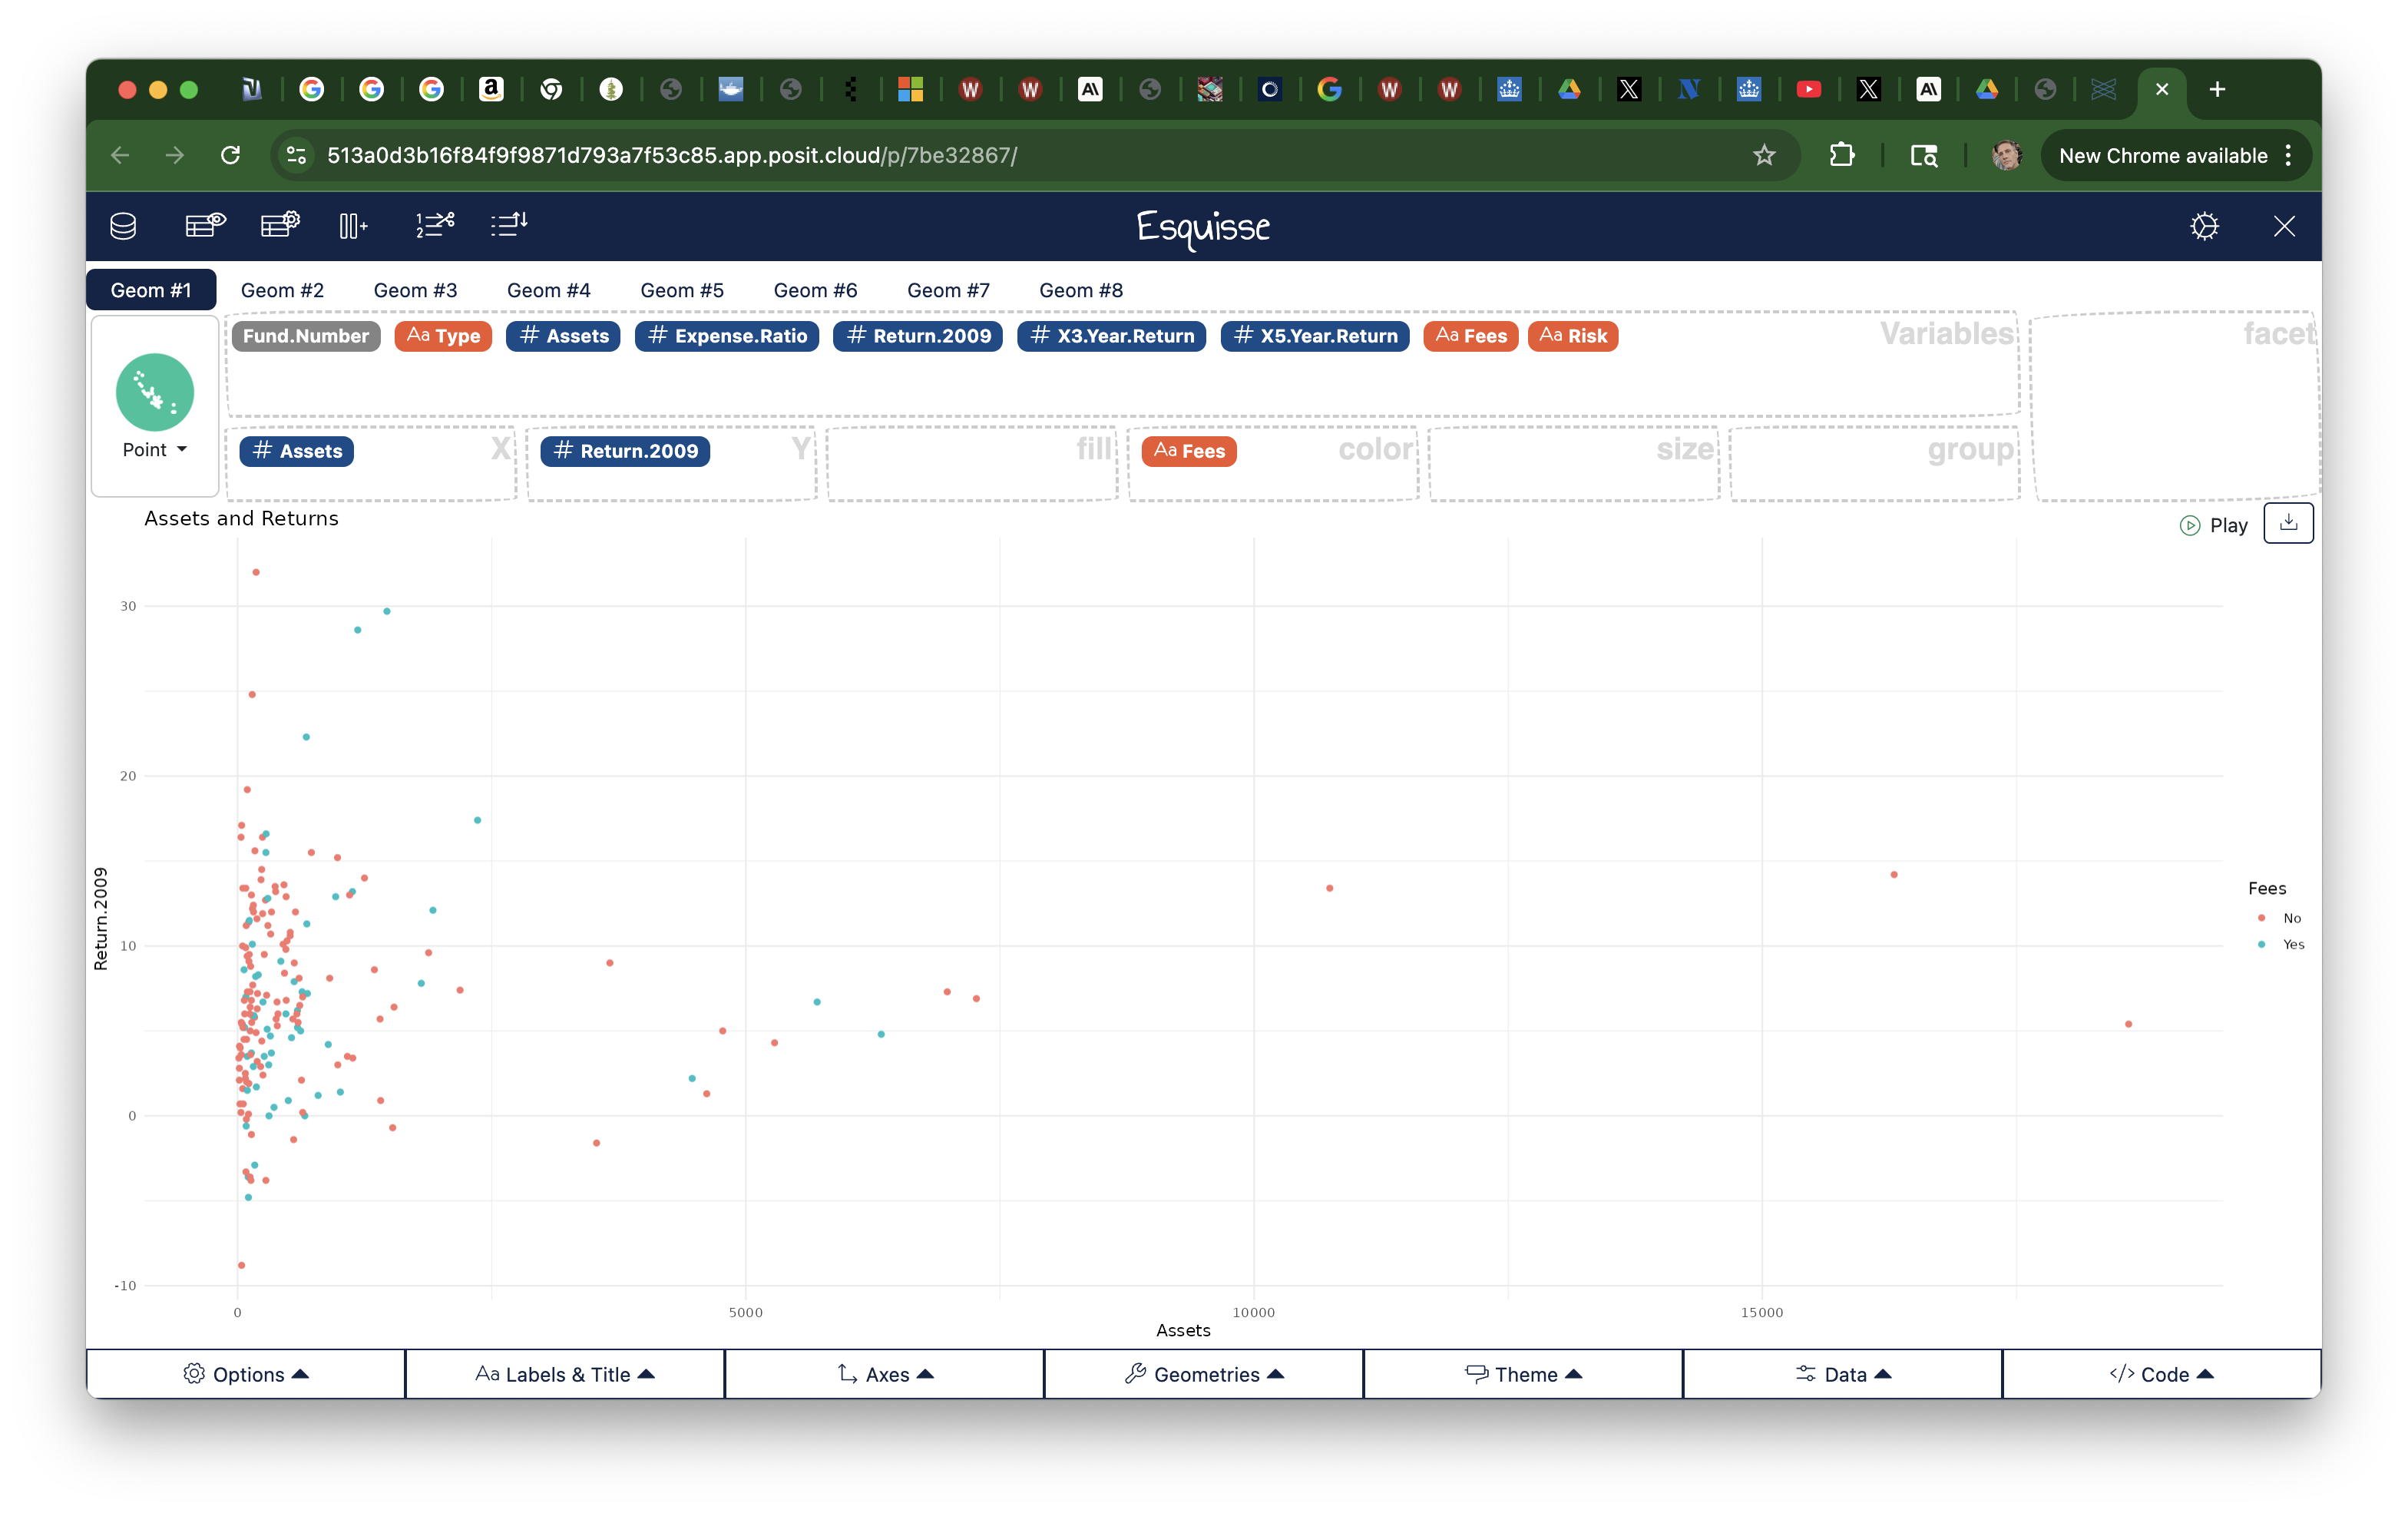 513a0d3b16f84f9f9871d793a7f53c85.app.posit.cloud/p/7be32867/
New Chrome available
Esquisse
Geom #1 Geom #2 Geom #3 Geom #4 Geom #5 Geom #6 Geom #7 Geom #8
Point
Fund.Number Aa Type # Assets # Expense.Ratio # Return.2009 # X3.Year.Return # X5.Year.Return Aa Fees Aa Risk Variables
facet
# Assets X # Return.2009 Y fill Aa Fees color size group
Assets and Returns
Play
Return.2009
30
20
10
0
-10
0 5000 10000 15000
Assets
Fees
No
Yes
Options Aa Labels & Title Axes Geometries Theme Data </> Code